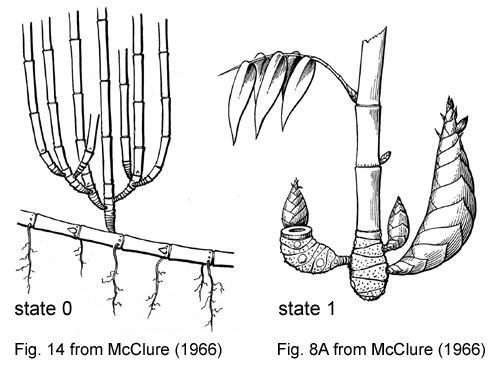 state 0
state 1
Fig. 14 from McClure (1966)
Fig. 8A from McClure (1966)